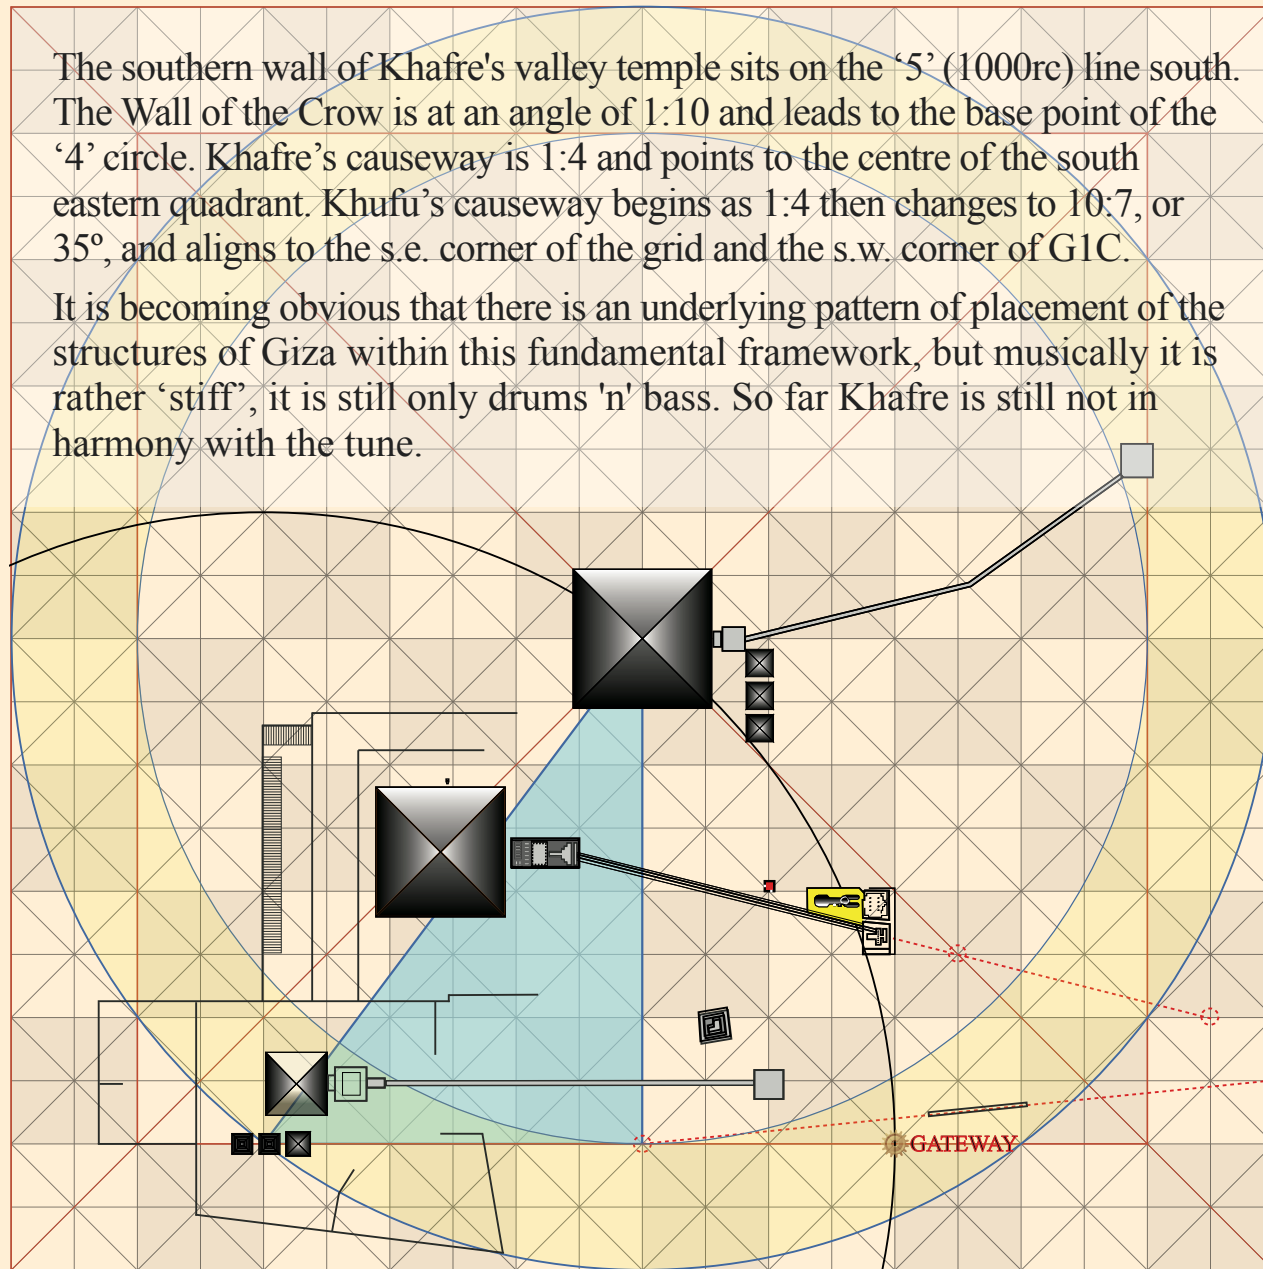 The southern wall of Khafre's valley temple sits on the ‘5’ (1000rc) line south.
The Wall of the Crow is at an angle of 1:10 and leads to the base point of the
‘4’ circle. Khafre’s causeway is 1:4 and points to the centre of the south
eastern quadrant. Khufu’s causeway begins as 1:4 then changes to 10:7, or
35º, and aligns to the s.e. corner of the grid and the s.w. corner of G1C.
It is becoming obvious that there is an underlying pattern of placement of the
structures of Giza within this fundamental framework, but musically it is
rather ‘stiff’, it is still only drums 'n' bass. So far Khafre is still not in
harmony with the tune.
GATEWAY